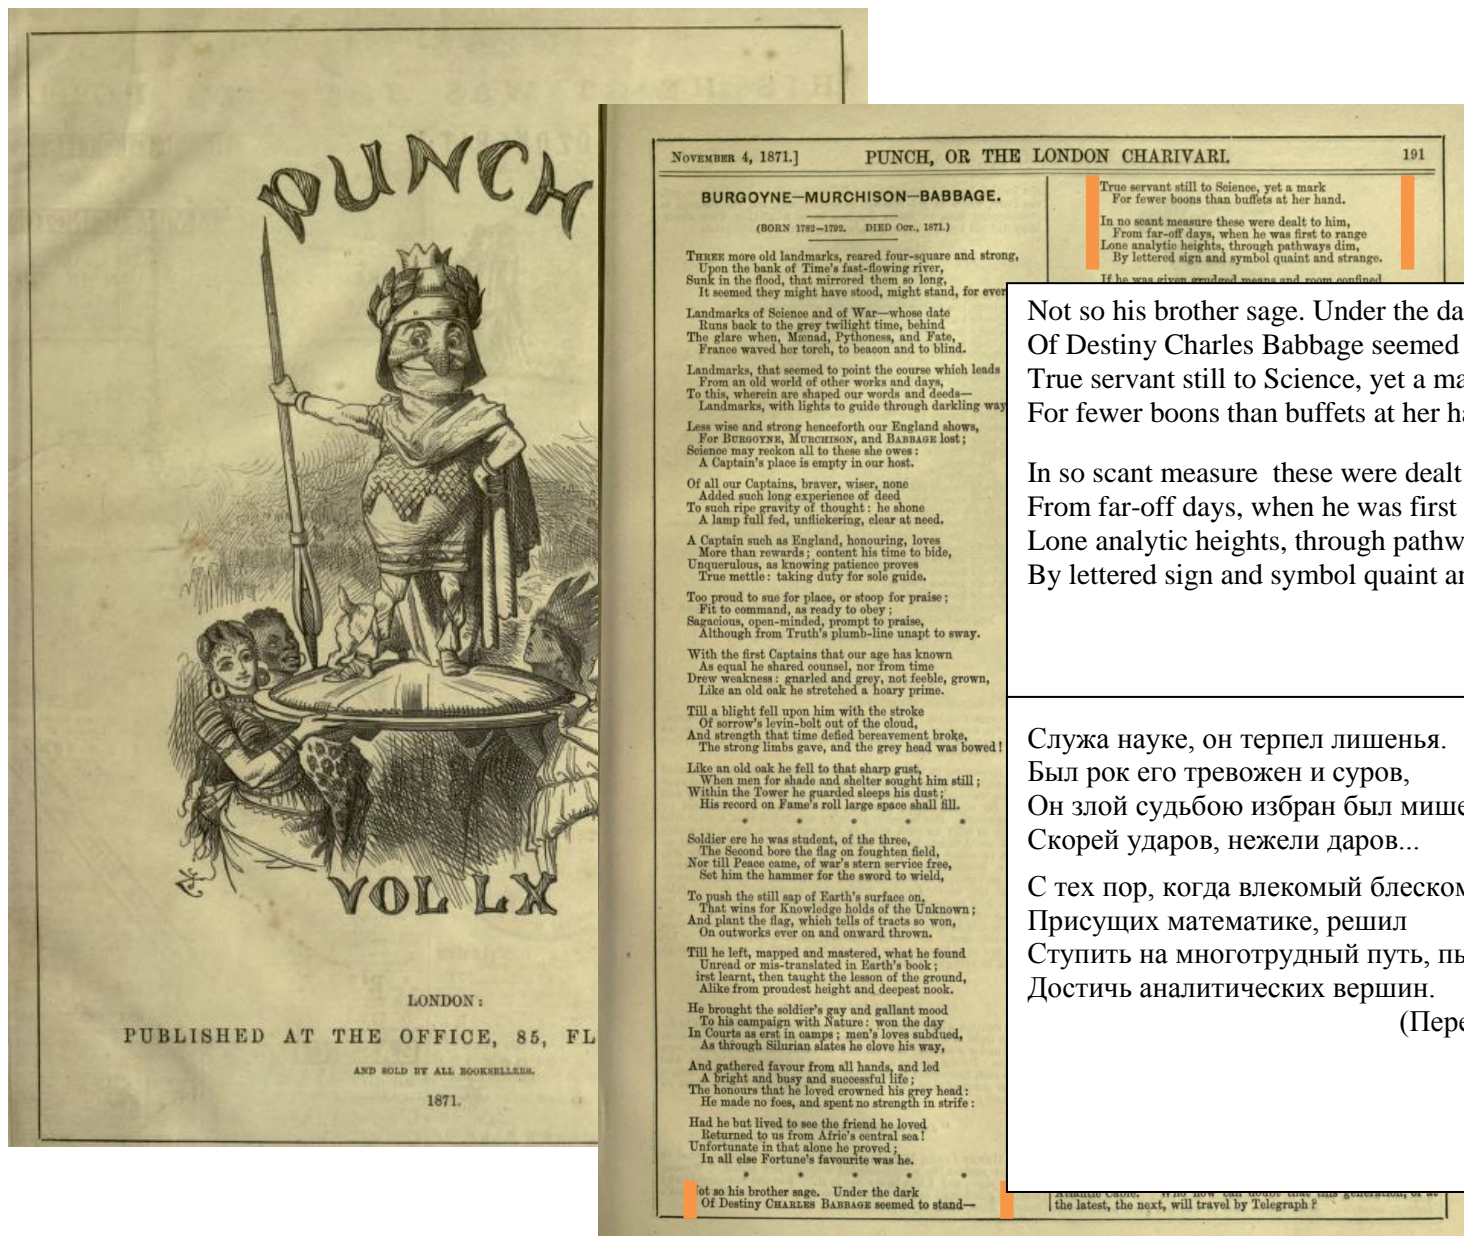 PUNCH
VOL LX
LONDON:
PUBLISHED AT THE OFFICE, 85, FL
AND SOLD BY ALL BOOKSELLERS.
1871.
NOVEMBER 4, 1871.] PUNCH, OR THE LONDON CHARIVARI. 191
BURGOYNE—MURCHISON—BABBAGE.
(BORN 1782—1792. DIED OCT., 1871.)
THREE more old landmarks, reared four-square and strong,
Upon the bank of Time's fast-flowing river,
Sunk in the flood, that mirrored them so long,
It seemed they might have stood, might stand, for ever
Landmarks of Science and of War—whose date
Runs back to the grey twilight time, behind
The glare when, Mænad, Pythoness, and Fate,
France waved her torch, to beacon and to blind.
Landmarks, that seemed to point the course which leads
From an old world of other works and days,
To this, wherein are shaped our words and deeds—
Landmarks, with lights to guide through darkling way
Less wise and strong henceforth our England shows,
For BURGOYNE, MURCHISON, and BABBAGE lost;
Science may reckon all to these she owes:
A Captain's place is empty in our host.
Of all our Captains, braver, wiser, none
Added such long experience of deed
To such ripe gravity of thought: he shone
A lamp full fed, unflickering, clear at need.
A Captain such as England, honouring, loves
More than rewards; content his time to bide,
Unquerulous, as knowing patience proves
True mettle: taking duty for sole guide.
Too proud to sue for place, or stoop for praise;
Fit to command, as ready to obey;
Sagacious, open-minded, prompt to praise,
Although from Truth's plumb-line unapt to sway.
With the first Captains that our age has known
As equal he shared counsel, nor from time
Drew weakness: gnarled and grey, not feeble, grown,
Like an old oak he stretched a hoary prime.
Till a blight fell upon him with the stroke
Of sorrow's levin-bolt out of the cloud,
And strength that time defied bereavement broke,
The strong limbs gave, and the grey head was bowed!
Like an old oak he fell to that sharp gust,
When men for shade and shelter sought him still;
Within the Tower he guarded sleeps his dust;
His record on Fame's roll large space shall fill.
* * * * *
Soldier ere he was student, of the three,
The Second bore the flag on foughten field,
Nor till Peace came, of war's stern service free,
Set him the hammer for the sword to wield,
To push the still sap of Earth's surface on,
That wins for Knowledge holds of the Unknown;
And plant the flag, which tells of tracts so won,
On outworks ever on and onward thrown.
Till he left, mapped and mastered, what he found
Unread or mis-translated in Earth's book;
irst learnt, then taught the lesson of the ground,
Alike from proudest height and deepest nook.
He brought the soldier's gay and gallant mood
To his campaign with Nature: won the day
In Courts as erst in camps; men's loves subdued,
As through Silurian slates he clove his way,
And gathered favour from all hands, and led
A bright and busy and successful life;
The honours that he loved crowned his grey head:
He made no foes, and spent no strength in strife:
Had he but lived to see the friend he loved
Returned to us from Afric's central sea!
Unfortunate in that alone he proved;
In all else Fortune's favourite was he.
* * * * *
ot so his brother sage. Under the dark
Of Destiny CHARLES BABBAGE seemed to stand—
True servant still to Science, yet a mark
For fewer boons than buffets at her hand.
In no scant measure these were dealt to him,
From far-off days, when he was first to range
Lone analytic heights, through pathways dim,
By lettered sign and symbol quaint and strange.
If he was given grudged means and room confined
Not so his brother sage. Under the da
Of Destiny Charles Babbage seemed
True servant still to Science, yet a ma
For fewer boons than buffets at her ha
In so scant measure these were dealt
From far-off days, when he was first
Lone analytic heights, through pathw
By lettered sign and symbol quaint an
Служа науке, он терпел лишенья.
Был рок его тревожен и суров,
Он злой судьбою избран был мише
Скорей ударов, нежели даров...
С тех пор, когда влекомый блеском
Присущих математике, решил
Ступить на многотрудный путь, пы
Достичь аналитических вершин.
(Пере
Atlantic Cable. Who now can doubt that this generation, or at
the latest, the next, will travel by Telegraph?